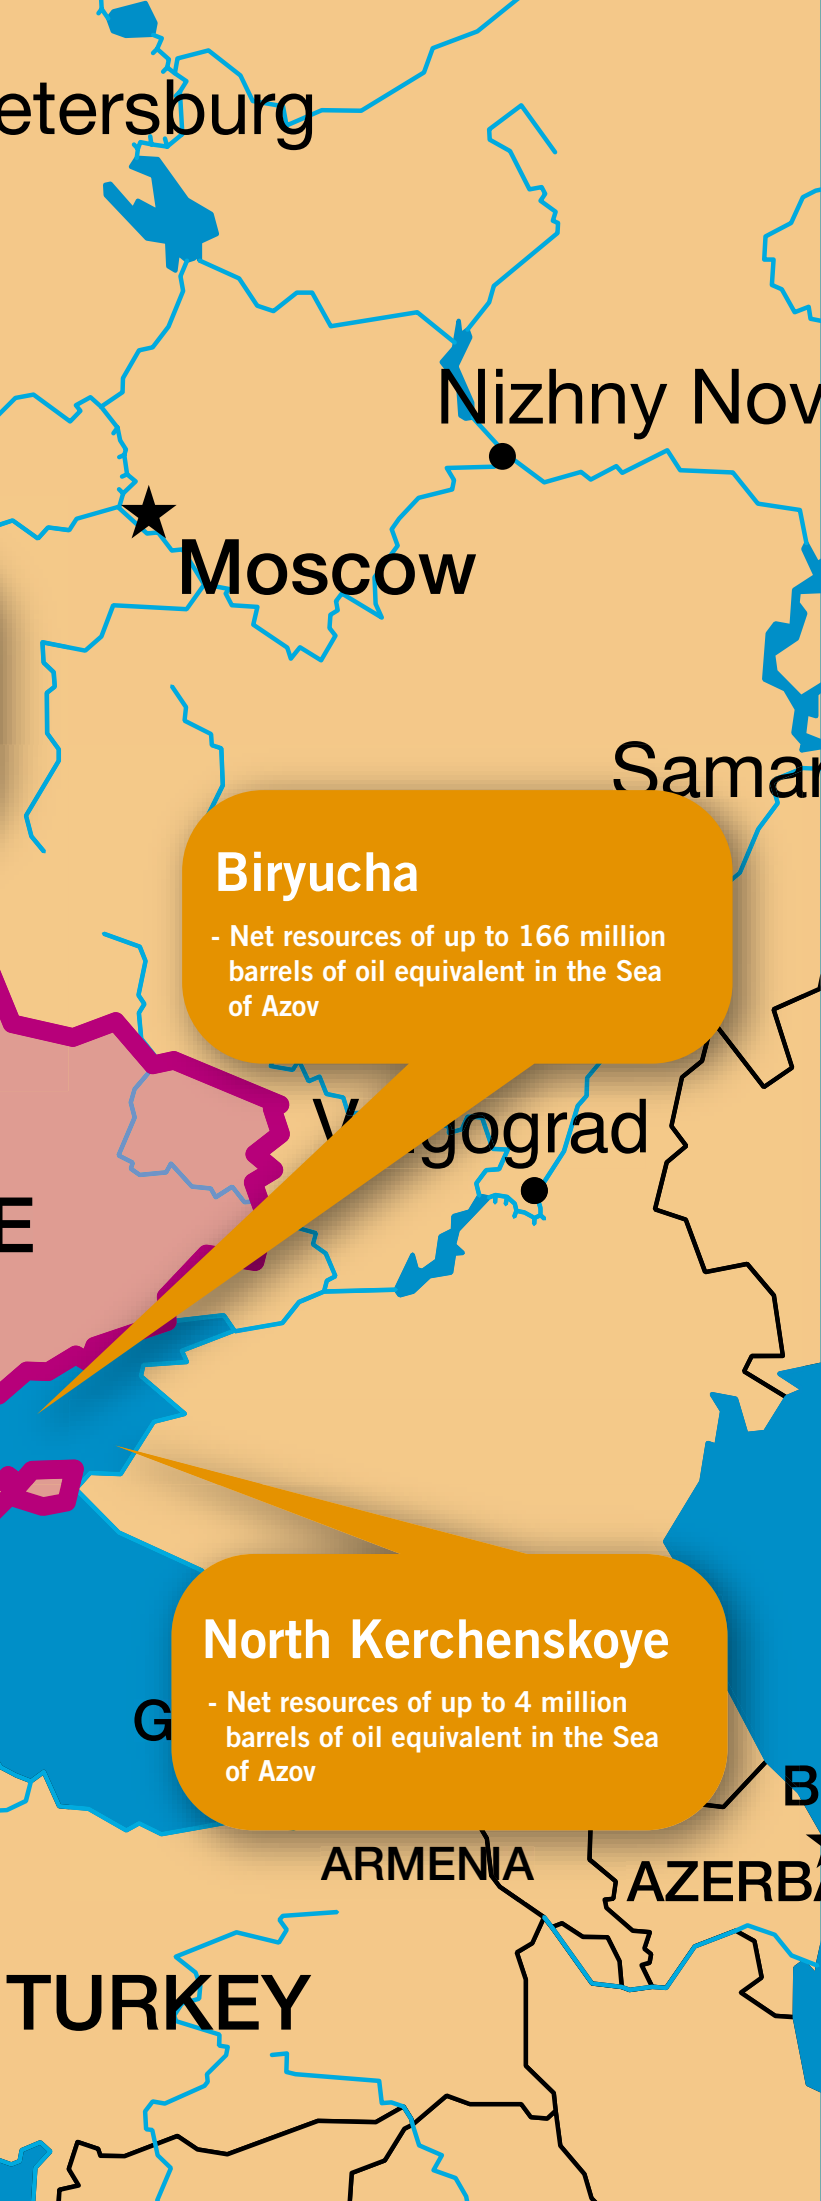 etersburg
Nizhny Nov
Moscow
Samar
Biryucha
- Net resources of up to 166 million
barrels of oil equivalent in the Sea
of Azov
V gograd
E
North Kerchenskoye
- Net resources of up to 4 million
barrels of oil equivalent in the Sea
of Azov
G
B
ARMENIA
AZERBA
TURKEY